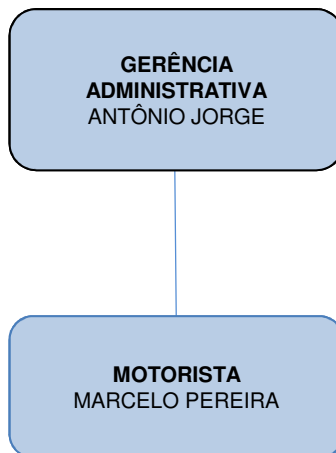 GERÊNCIA
ADMINISTRATIVA
ANTÔNIO JORGE
MOTORISTA
MARCELO PEREIRA